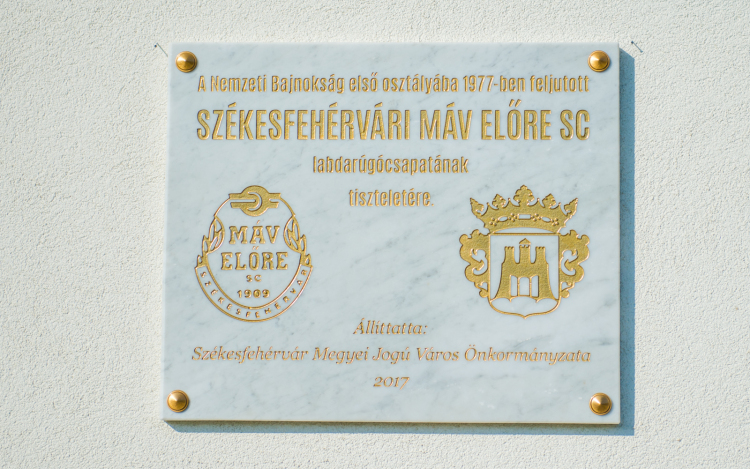 A Nemzeti Bajnokság első osztályába 1977-ben feljutott
SZÉKESFEHÉRVÁRI MÁV ELŐRE SC
labdarúgócsapatának
tiszteletére.
MÁV
ELŐRE
SC
1909
SZÉKESFEHÉRVÁR
Állíttatta:
Székesfehérvár Megyei Jogú Város Önkormányzata
2017